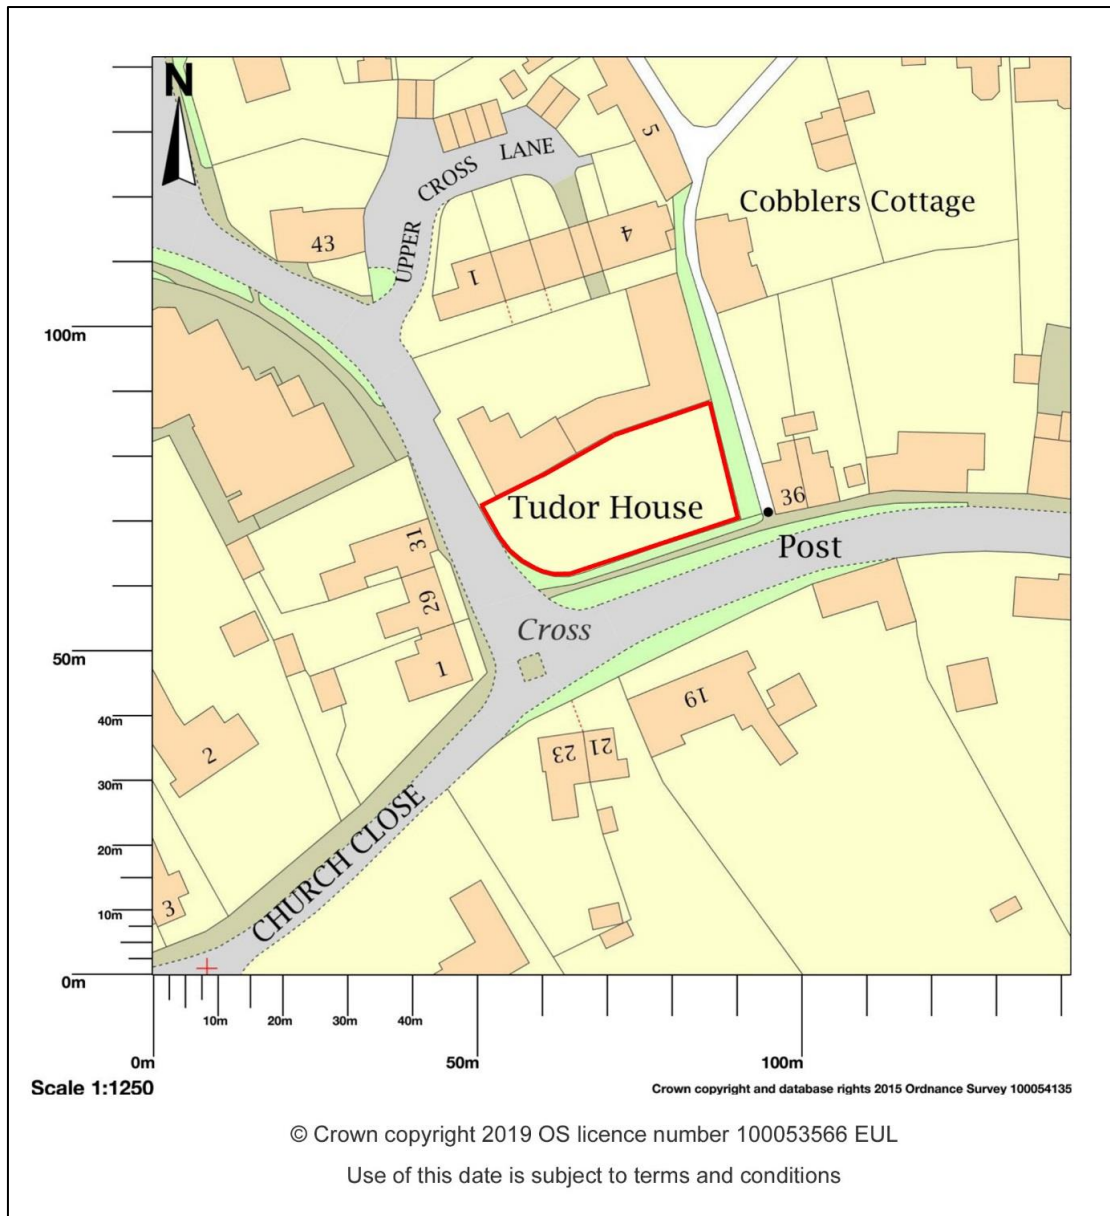 N
5
LANE
CROSS
UPPER
Cobblers Cottage
43
4
1
100m
Tudor House
36
Post
31
29
Cross
1
50m
19
40m
2
23
21
30m
CHURCH CLOSE
20m
10m
3
0m
10m
20m
30m
40m
0m
50m
100m
Scale 1:1250
Crown copyright and database rights 2015 Ordnance Survey 100054135
© Crown copyright 2019 OS licence number 100053566 EUL
Use of this date is subject to terms and conditions